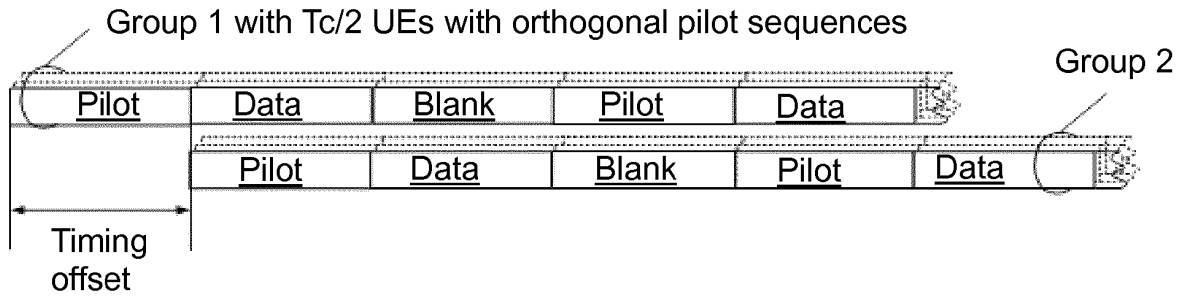 Group 1 with Tc/2 UEs with orthogonal pilot sequences
Group 2
Pilot Data Blank Pilot Data
Pilot Data Blank Pilot Data
Timing
offset